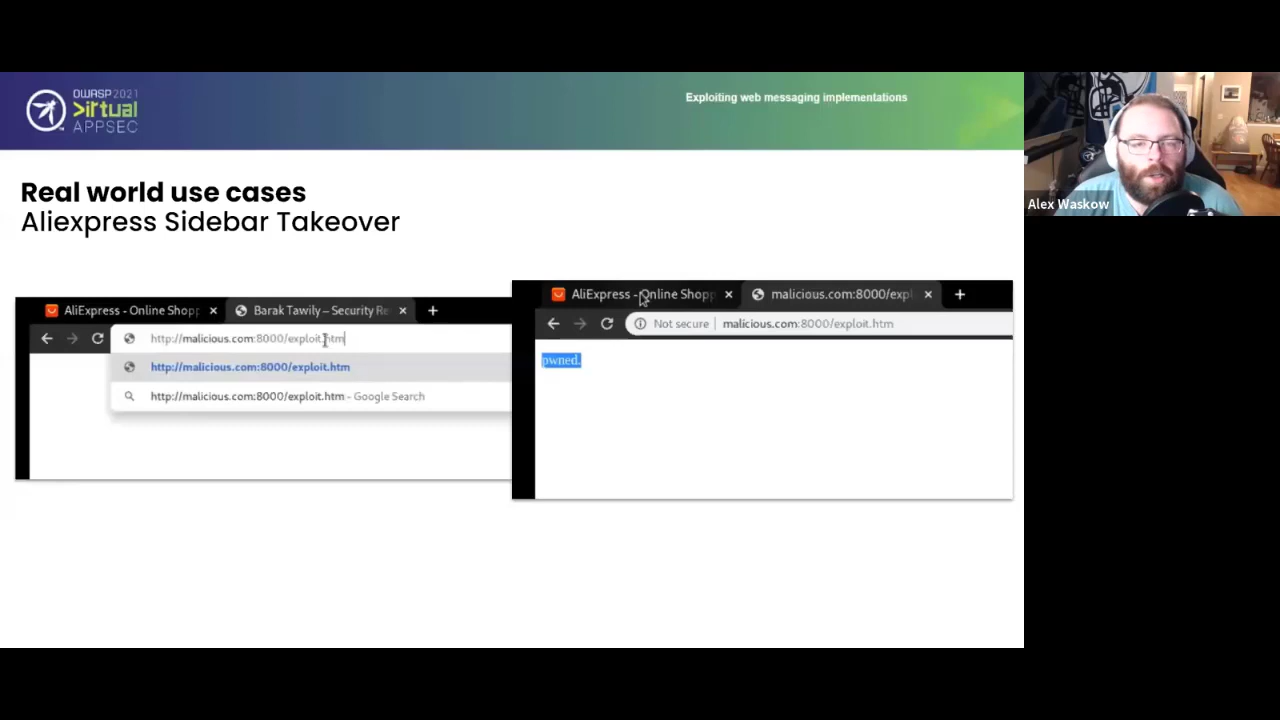 OWASP 2021
Virtual
APPSEC
Exploiting web messaging implementations
Real world use cases
Aliexpress Sidebar Takeover
AliExpress - Online Shopp
Barak Tawily – Security Re
http://malicious.com:8000/exploit.htm
http://malicious.com:8000/exploit.htm
http://malicious.com:8000/exploit.htm - Google Search
AliExpress - Online Shopp
malicious.com:8000/expl
Not secure | malicious.com:8000/exploit.htm
pwned.
Alex Waskow